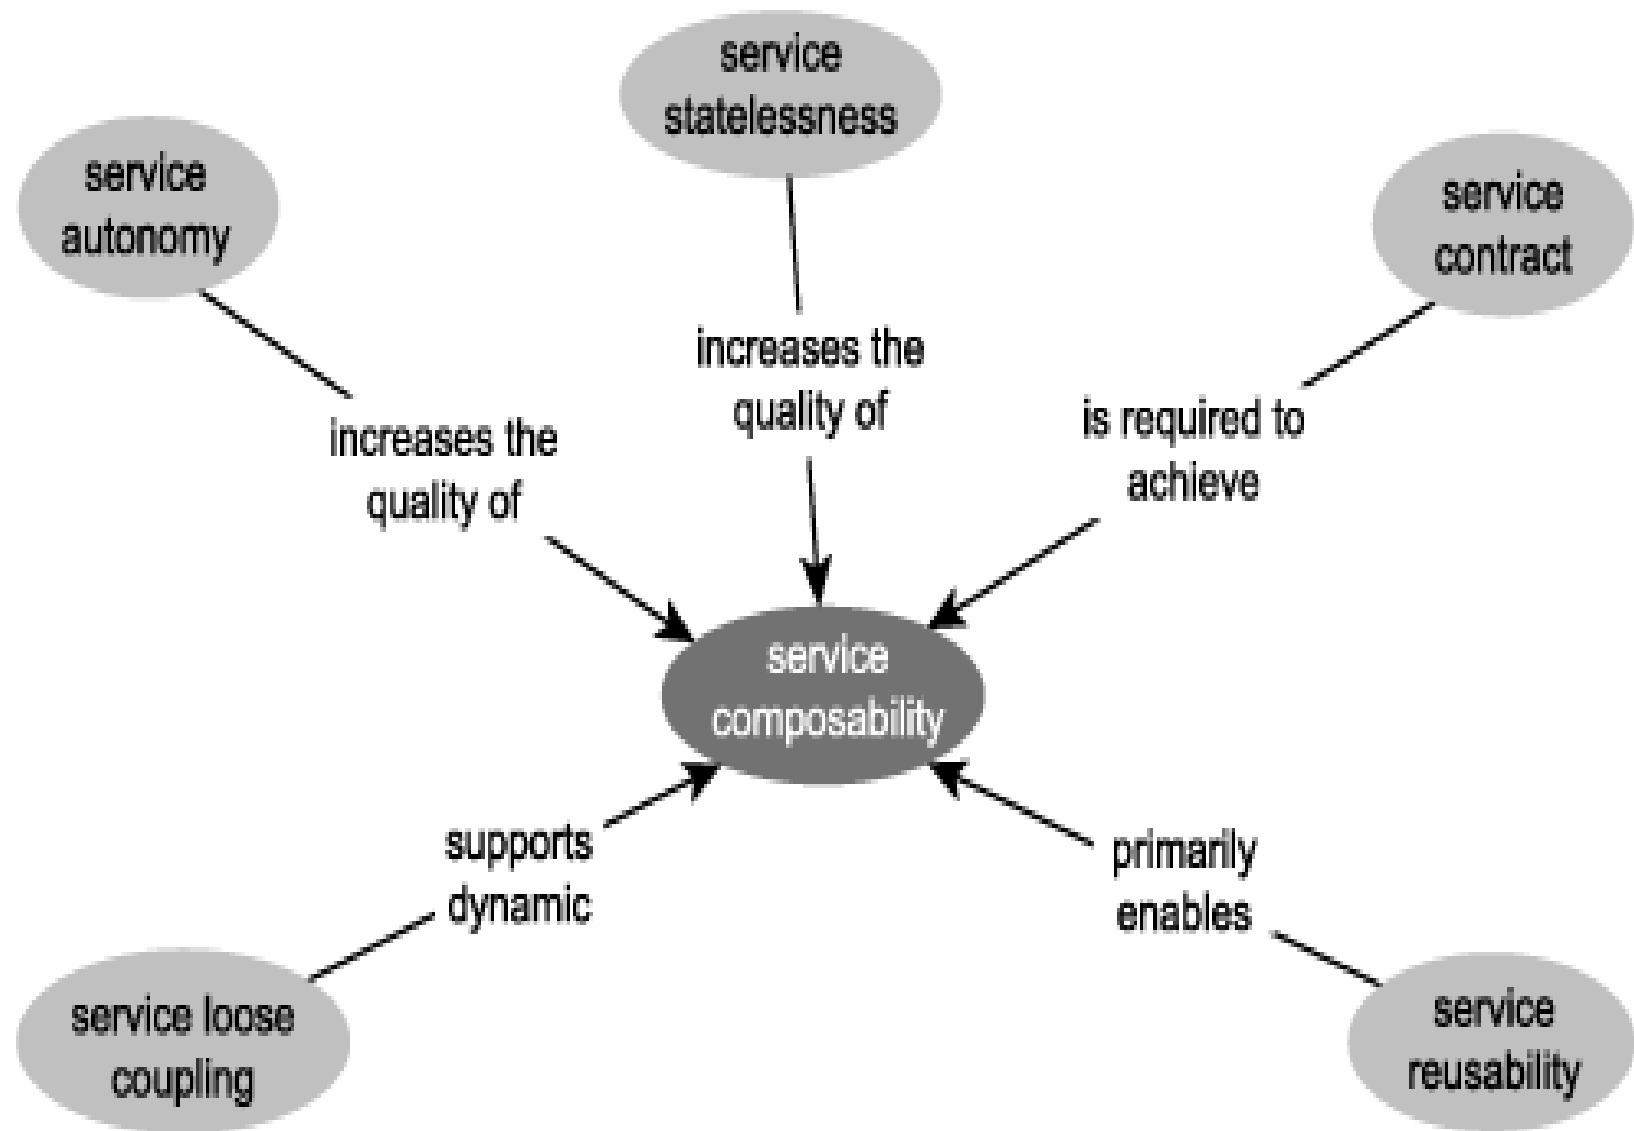 service
statelessness
service
autonomy
service
contract
increases the
quality of
increases the
quality of
is required to
achieve
service
composability
supports
dynamic
primarily
enables
service loose
coupling
service
reusability